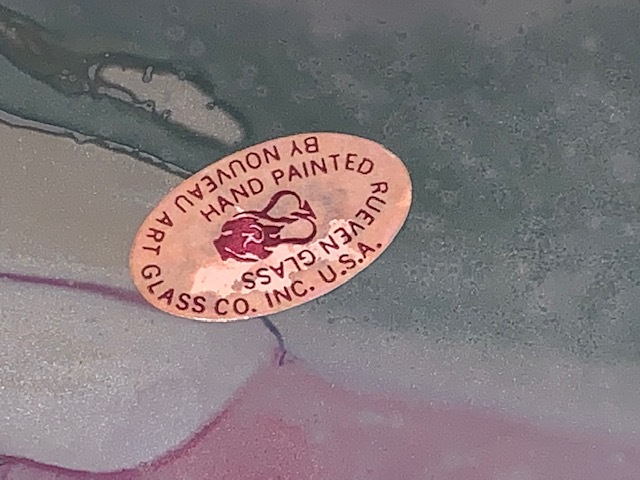 HAND PAINTED RUEVEN GLASS
BY NOUVEAU ART GLASS CO. INC. U.S.A.
R